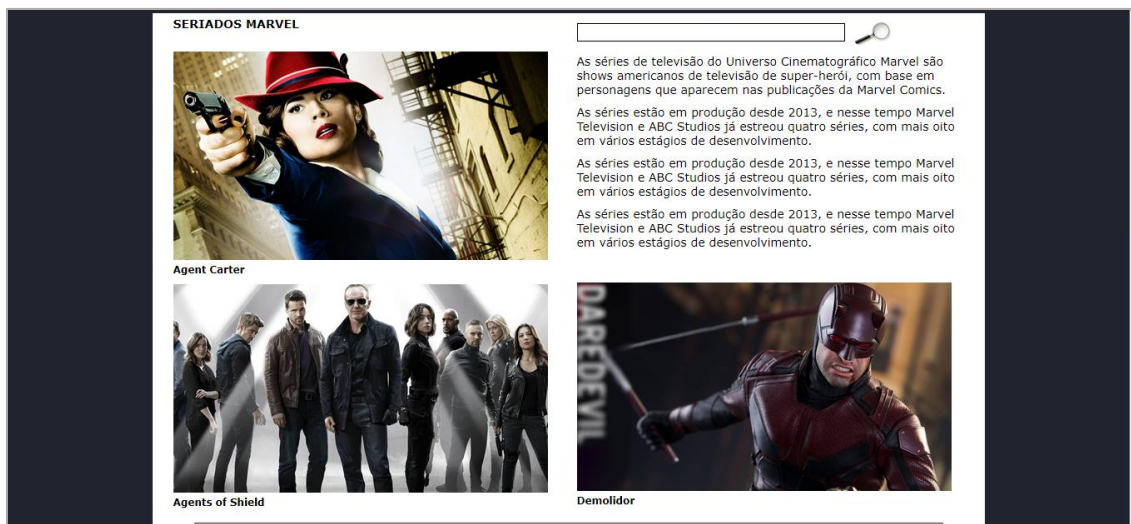 SERIADOS MARVEL
As séries de televisão do Universo Cinematográfico Marvel são
shows americanos de televisão de super-herói, com base em
personagens que aparecem nas publicações da Marvel Comics.
As séries estão em produção desde 2013, e nesse tempo Marvel
Television e ABC Studios já estreou quatro séries, com mais oito
em vários estágios de desenvolvimento.
As séries estão em produção desde 2013, e nesse tempo Marvel
Television e ABC Studios já estreou quatro séries, com mais oito
em vários estágios de desenvolvimento.
As séries estão em produção desde 2013, e nesse tempo Marvel
Television e ABC Studios já estreou quatro séries, com mais oito
em vários estágios de desenvolvimento.
Agent Carter
DAREDEVIL
Agents of Shield
Demolidor